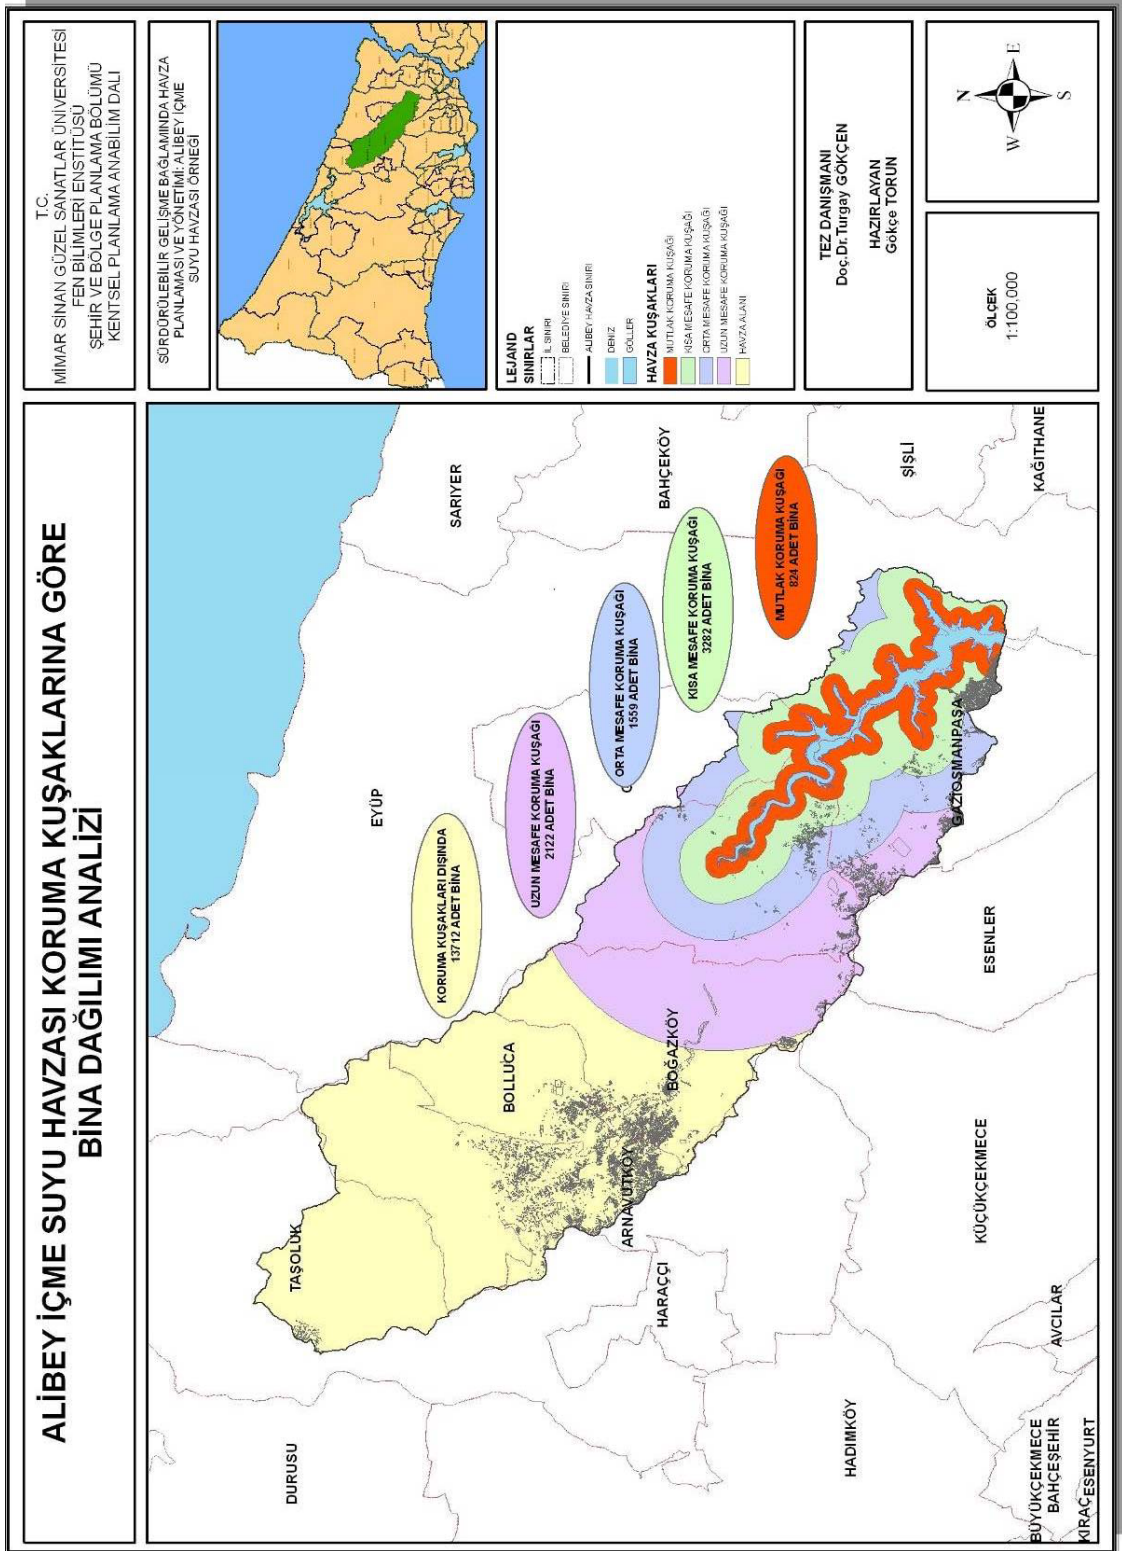 ALİBEY İÇME SUYU HAVZASI KORUMA KUŞAKLARINA GÖRE
BİNA DAĞILIMI ANALİZİ
T.C.
MİMAR SİNAN GÜZEL SANATLAR ÜNİVERSİTESİ
FEN BİLİMLERİ ENSTİTÜSÜ
ŞEHİR VE BÖLGE PLANLAMA BÖLÜMÜ
KENTSEL PLANLAMA ANABİLİM DALI
SÜRDÜRÜLEBİLİR GELİŞME BAĞLAMINDA HAVZA
PLANLAMASI VE YÖNETİMİ: ALİBEY İÇME
SUYU HAVZASI ÖRNEĞİ
LEJAND
SINIRLAR
İL SINIRI
BELEDİYE SINIRI
ALİBEY HAVZA SINIRI
DENİZ
GÖLLER
HAVZA KUŞAKLARI
MUTLAK KORUMA KUŞAĞI
KISA MESAFE KORUMA KUŞAĞI
ORTA MESAFE KORUMA KUŞAĞI
UZUN MESAFE KORUMA KUŞAĞI
HAVZA ALANI
TEZ DANIŞMANI
Doç.Dr.Turgay GÖKÇEN
HAZIRLAYAN
Gökçe TORUN
ÖLÇEK
1:100,000
N
W
E
S
DURUSU
TAŞOLUK
EYÜP
SARIYER
KORUMA KUŞAKLARI DIŞINDA
13712 ADET BİNA
UZUN MESAFE KORUMA KUŞAĞI
2122 ADET BİNA
ORTA MESAFE KORUMA KUŞAĞI
1559 ADET BİNA
KISA MESAFE KORUMA KUŞAĞI
3282 ADET BİNA
MUTLAK KORUMA KUŞAĞI
824 ADET BİNA
BAHÇEKÖY
BOLLUCA
BOĞAZKÖY
ARNAVUTKÖY
HARAÇÇI
HADIMKÖY
ŞİŞLİ
GAZİOSMANPAŞA
ESENLER
KÜÇÜKÇEKMECE
KAĞITHANE
AVCILAR
BÜYÜKÇEKMECE
BAHÇEŞEHİR
KIRAÇ
ESENYURT